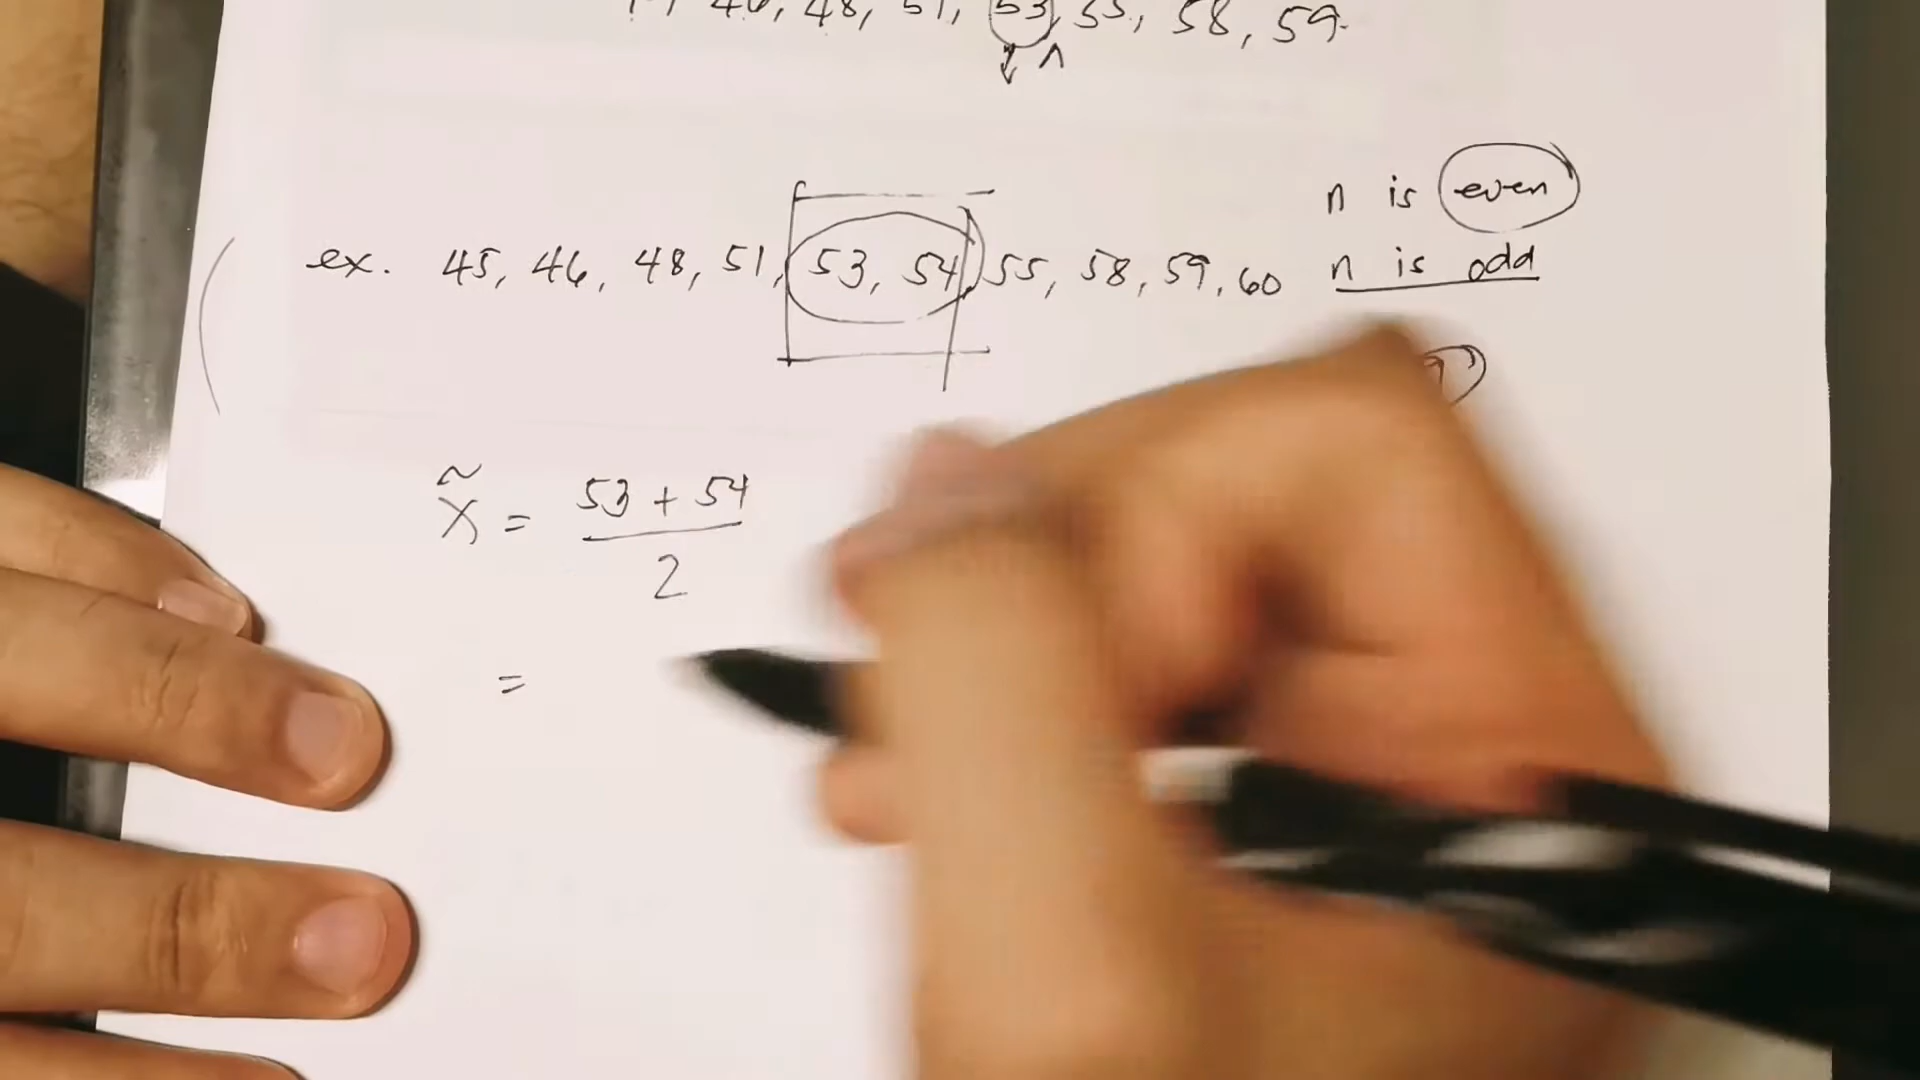 48, 51, 53, 55, 58, 59.
n is even
ex. 45, 46, 48, 51, 53, 54, 55, 58, 59, 60
n is odd
x̃ = 53 + 54
2
=